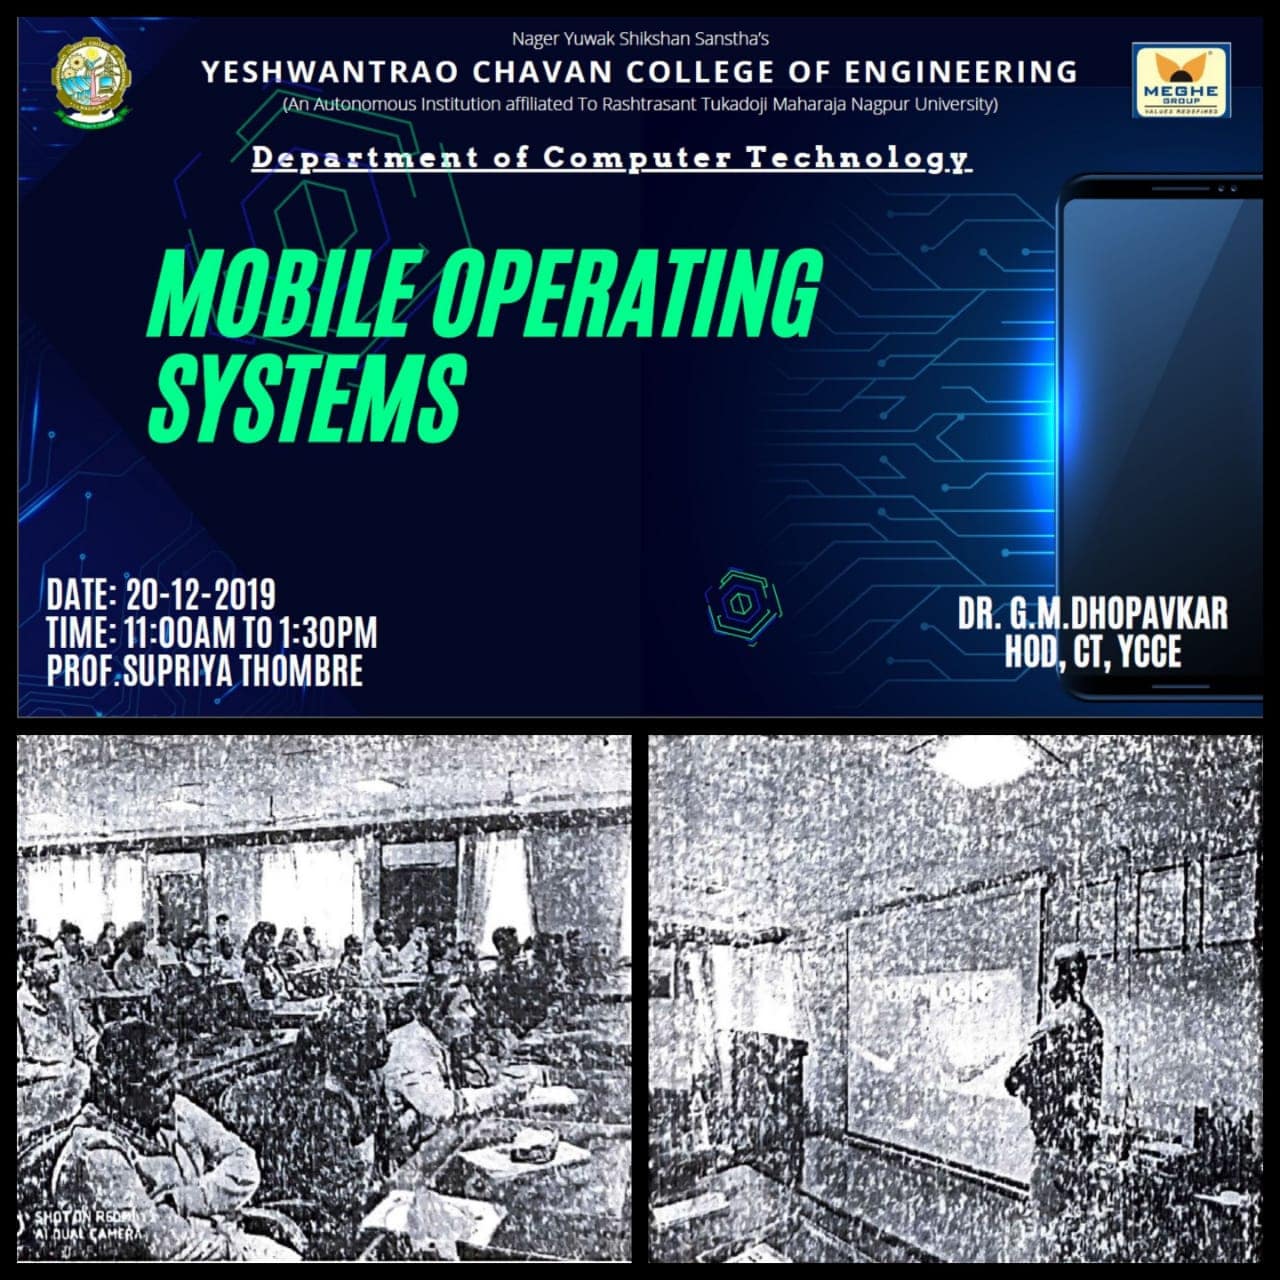 Nager Yuwak Shikshan Sanstha's
YESHWANTRAO CHAVAN COLLEGE OF ENGINEERING
(An Autonomous Institution affiliated To Rashtrasant Tukadoji Maharaja Nagpur University)
MEGHE
GROUP
VALUES REDEFINED
Department of Computer Technology
MOBILE OPERATING
SYSTEMS
DATE: 20-12-2019
TIME: 11:00AM TO 1:30PM
PROF.SUPRIYA THOMBRE
DR. G.M.DHOPAVKAR
HOD, CT, YCCE
SHOT ON REDMI
AI DUAL CAMERA